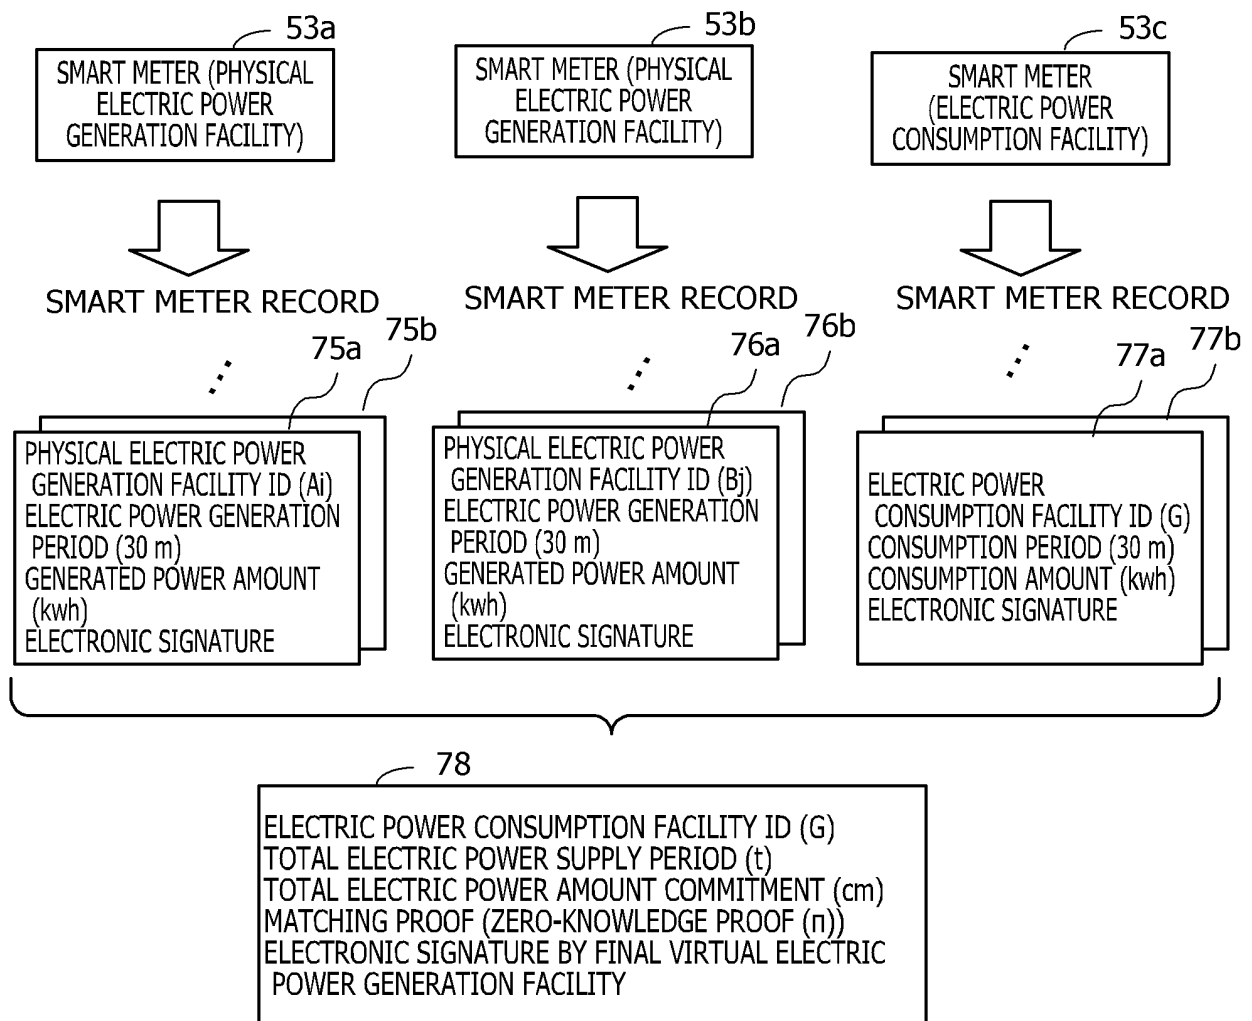 53a
SMART METER (PHYSICAL
ELECTRIC POWER
GENERATION FACILITY)
53b
SMART METER (PHYSICAL
ELECTRIC POWER
GENERATION FACILITY)
53c
SMART METER
(ELECTRIC POWER
CONSUMPTION FACILITY)
SMART METER RECORD
75b
75a
PHYSICAL ELECTRIC POWER
GENERATION FACILITY ID (Ai)
ELECTRIC POWER GENERATION
PERIOD (30 m)
GENERATED POWER AMOUNT
(kwh)
ELECTRONIC SIGNATURE
SMART METER RECORD
76b
76a
PHYSICAL ELECTRIC POWER
GENERATION FACILITY ID (Bj)
ELECTRIC POWER GENERATION
PERIOD (30 m)
GENERATED POWER AMOUNT
(kwh)
ELECTRONIC SIGNATURE
SMART METER RECORD
77b
77a
ELECTRIC POWER
CONSUMPTION FACILITY ID (G)
CONSUMPTION PERIOD (30 m)
CONSUMPTION AMOUNT (kwh)
ELECTRONIC SIGNATURE
78
ELECTRIC POWER CONSUMPTION FACILITY ID (G)
TOTAL ELECTRIC POWER SUPPLY PERIOD (t)
TOTAL ELECTRIC POWER AMOUNT COMMITMENT (cm)
MATCHING PROOF (ZERO-KNOWLEDGE PROOF (π))
ELECTRONIC SIGNATURE BY FINAL VIRTUAL ELECTRIC
POWER GENERATION FACILITY